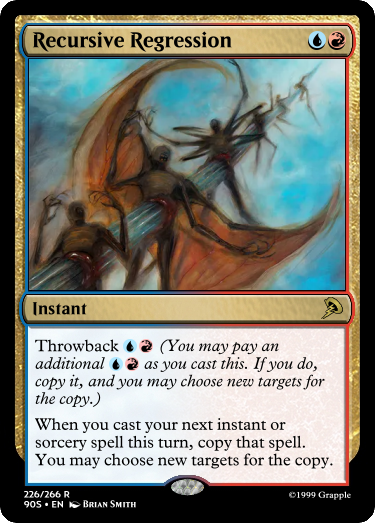 Recursive Regression
Instant
Throwback (You may pay an
additional as you cast this. If you do,
copy it, and you may choose new targets for
the copy.)
When you cast your next instant or
sorcery spell this turn, copy that spell.
You may choose new targets for the copy.
226/266 R
90S • EN Brian Smith
©1999 Grapple